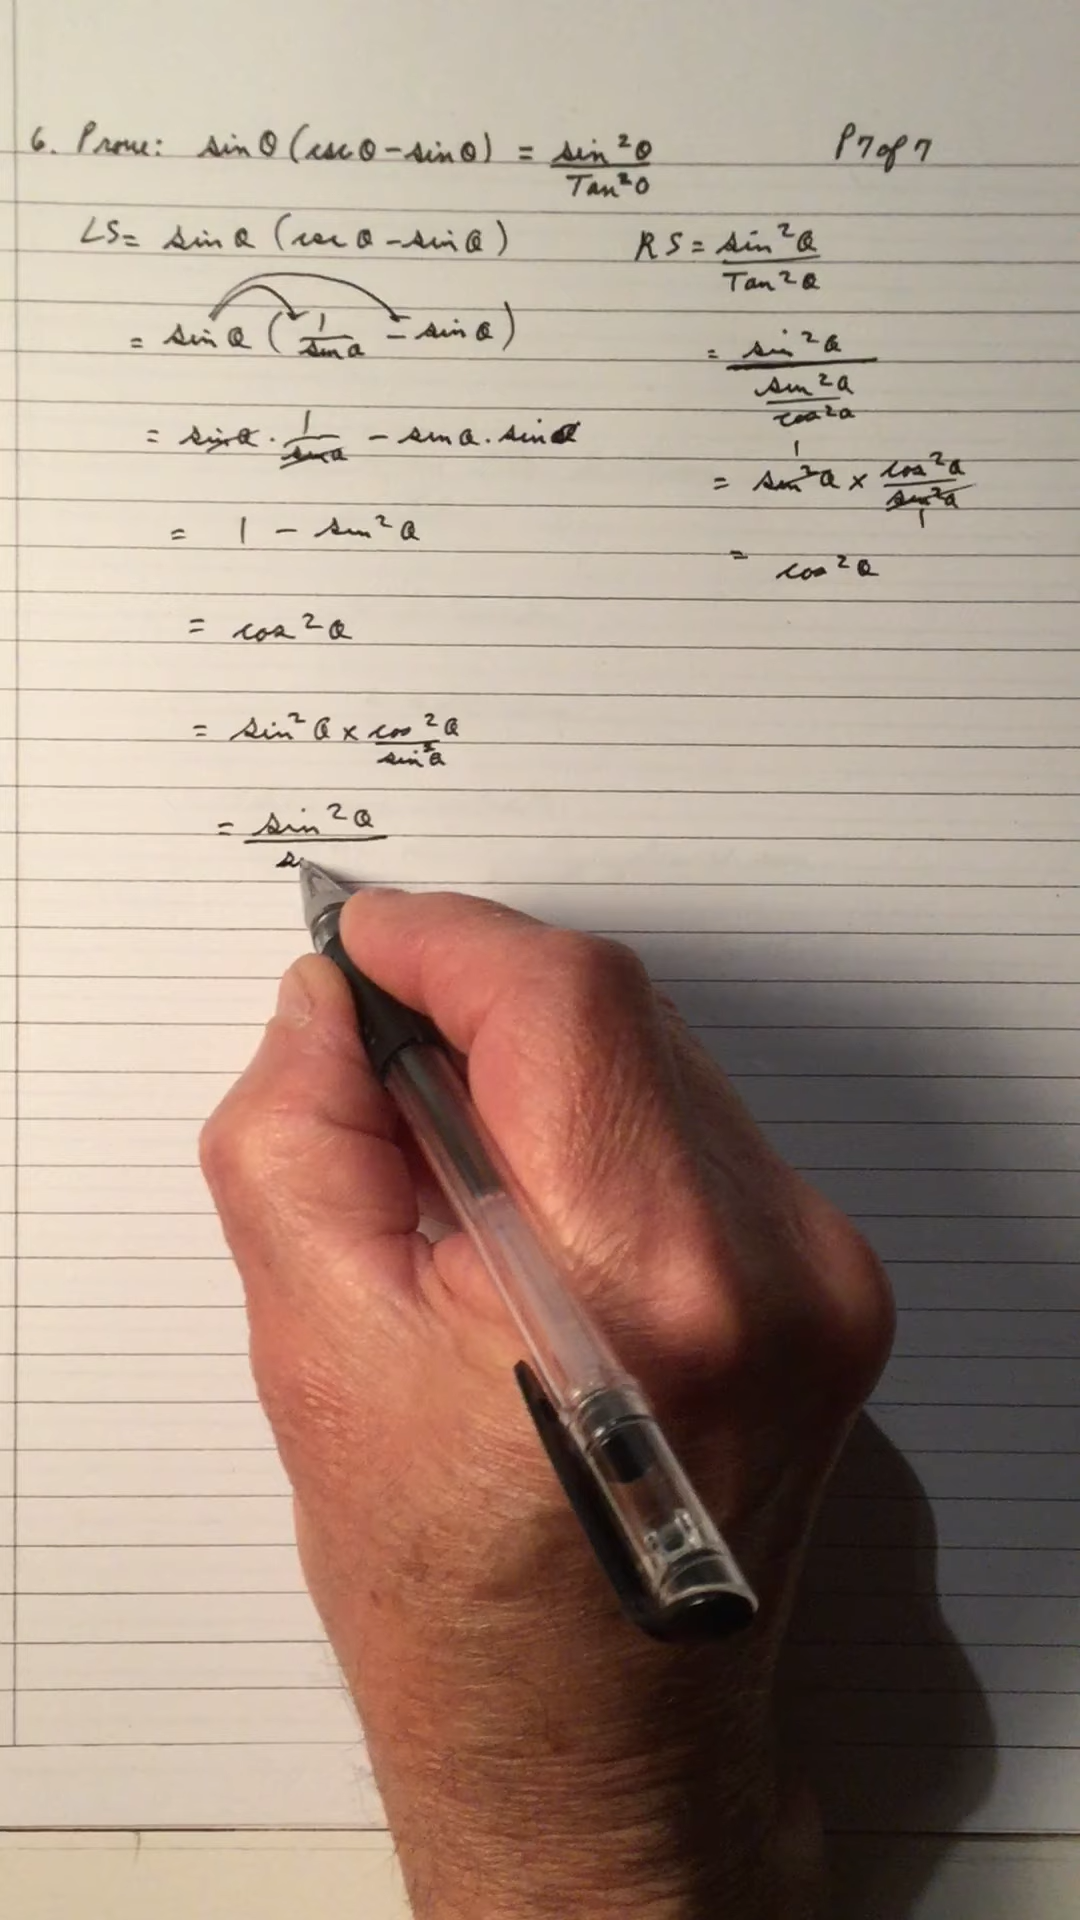 6. Prove: sin θ (csc θ - sin θ) = sin²θ / Tan²θ
P7 of 7
LS = sin θ (csc θ - sin θ)
= sin θ (1/sin θ - sin θ)
= sin θ · 1/sin θ - sin θ · sin θ
= 1 - sin²θ
= cos²θ
= sin²θ × cos²θ/sin²θ
= sin²θ / s
RS = sin²θ / Tan²θ
= sin²θ / (sin²θ/cos²θ)
= sin²θ × cos²θ/sin²θ
1
1
= cos²θ